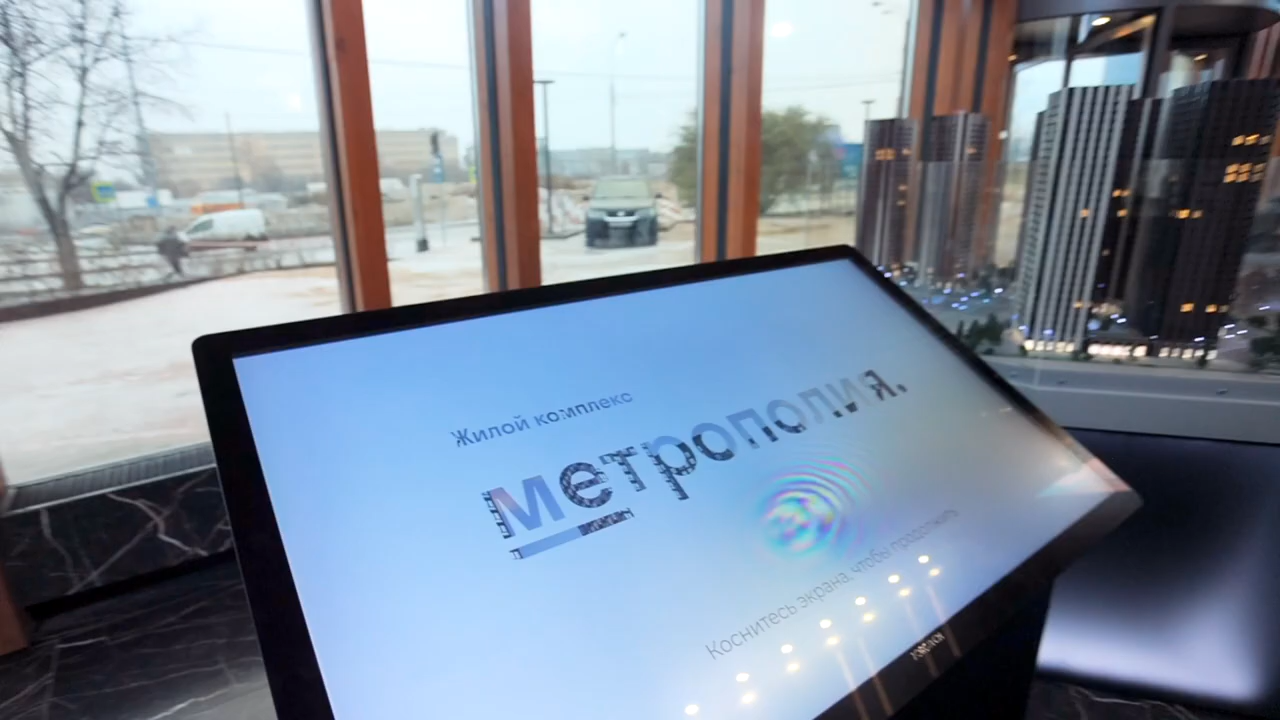 Жилой комплекс
метрополия.
Коснитесь экрана, чтобы продолжить